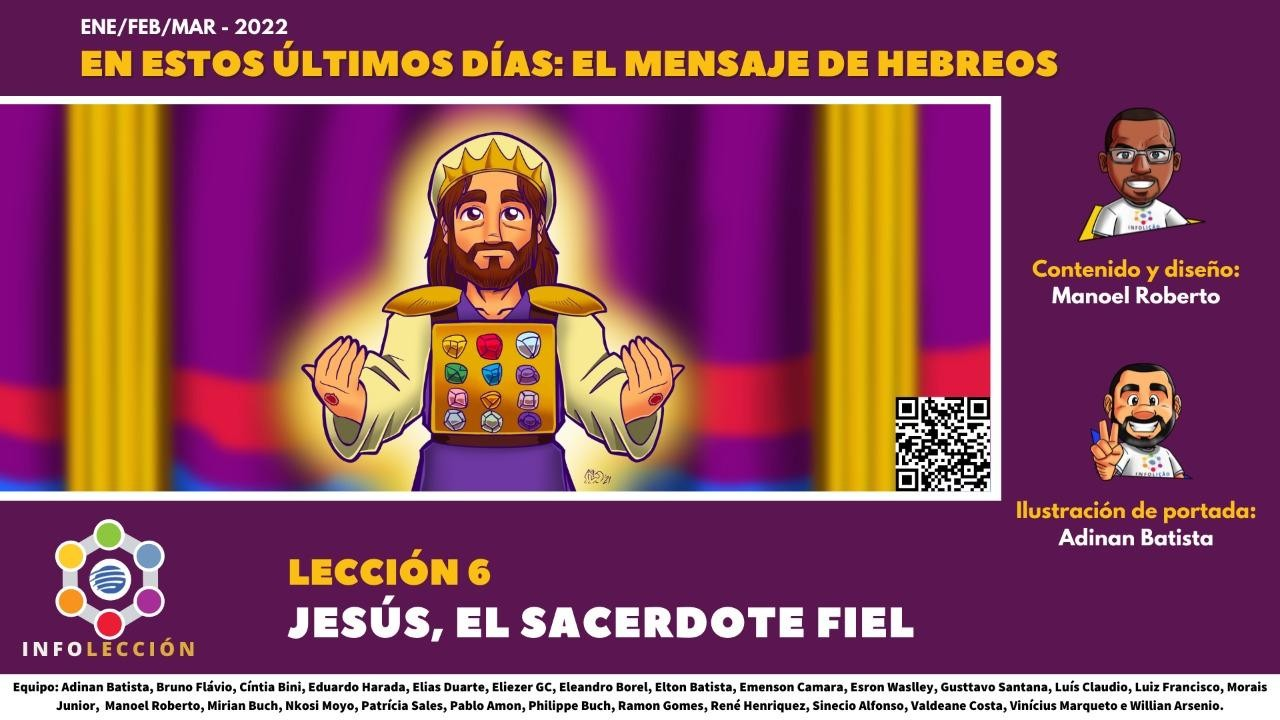 ENE/FEB/MAR - 2022
EN ESTOS ÚLTIMOS DÍAS: EL MENSAJE DE HEBREOS
INFOLIÇÃO
Contenido y diseño:
Manoel Roberto
INFOLIÇÃO
Ilustración de portada:
Adinan Batista
LECCIÓN 6
JESÚS, EL SACERDOTE FIEL
INFOLECCIÓN
Equipo: Adinan Batista, Bruno Flávio, Cíntia Bini, Eduardo Harada, Elias Duarte, Eliezer GC, Eleandro Borel, Elton Batista, Emenson Camara, Esron Waslley, Gusttavo Santana, Luís Claudio, Luiz Francisco, Morais
Junior, Manoel Roberto, Mirian Buch, Nkosi Moyo, Patrícia Sales, Pablo Amon, Philippe Buch, Ramon Gomes, René Henriquez, Sinecio Alfonso, Valdeane Costa, Vinícius Marqueto e Willian Arsenio.